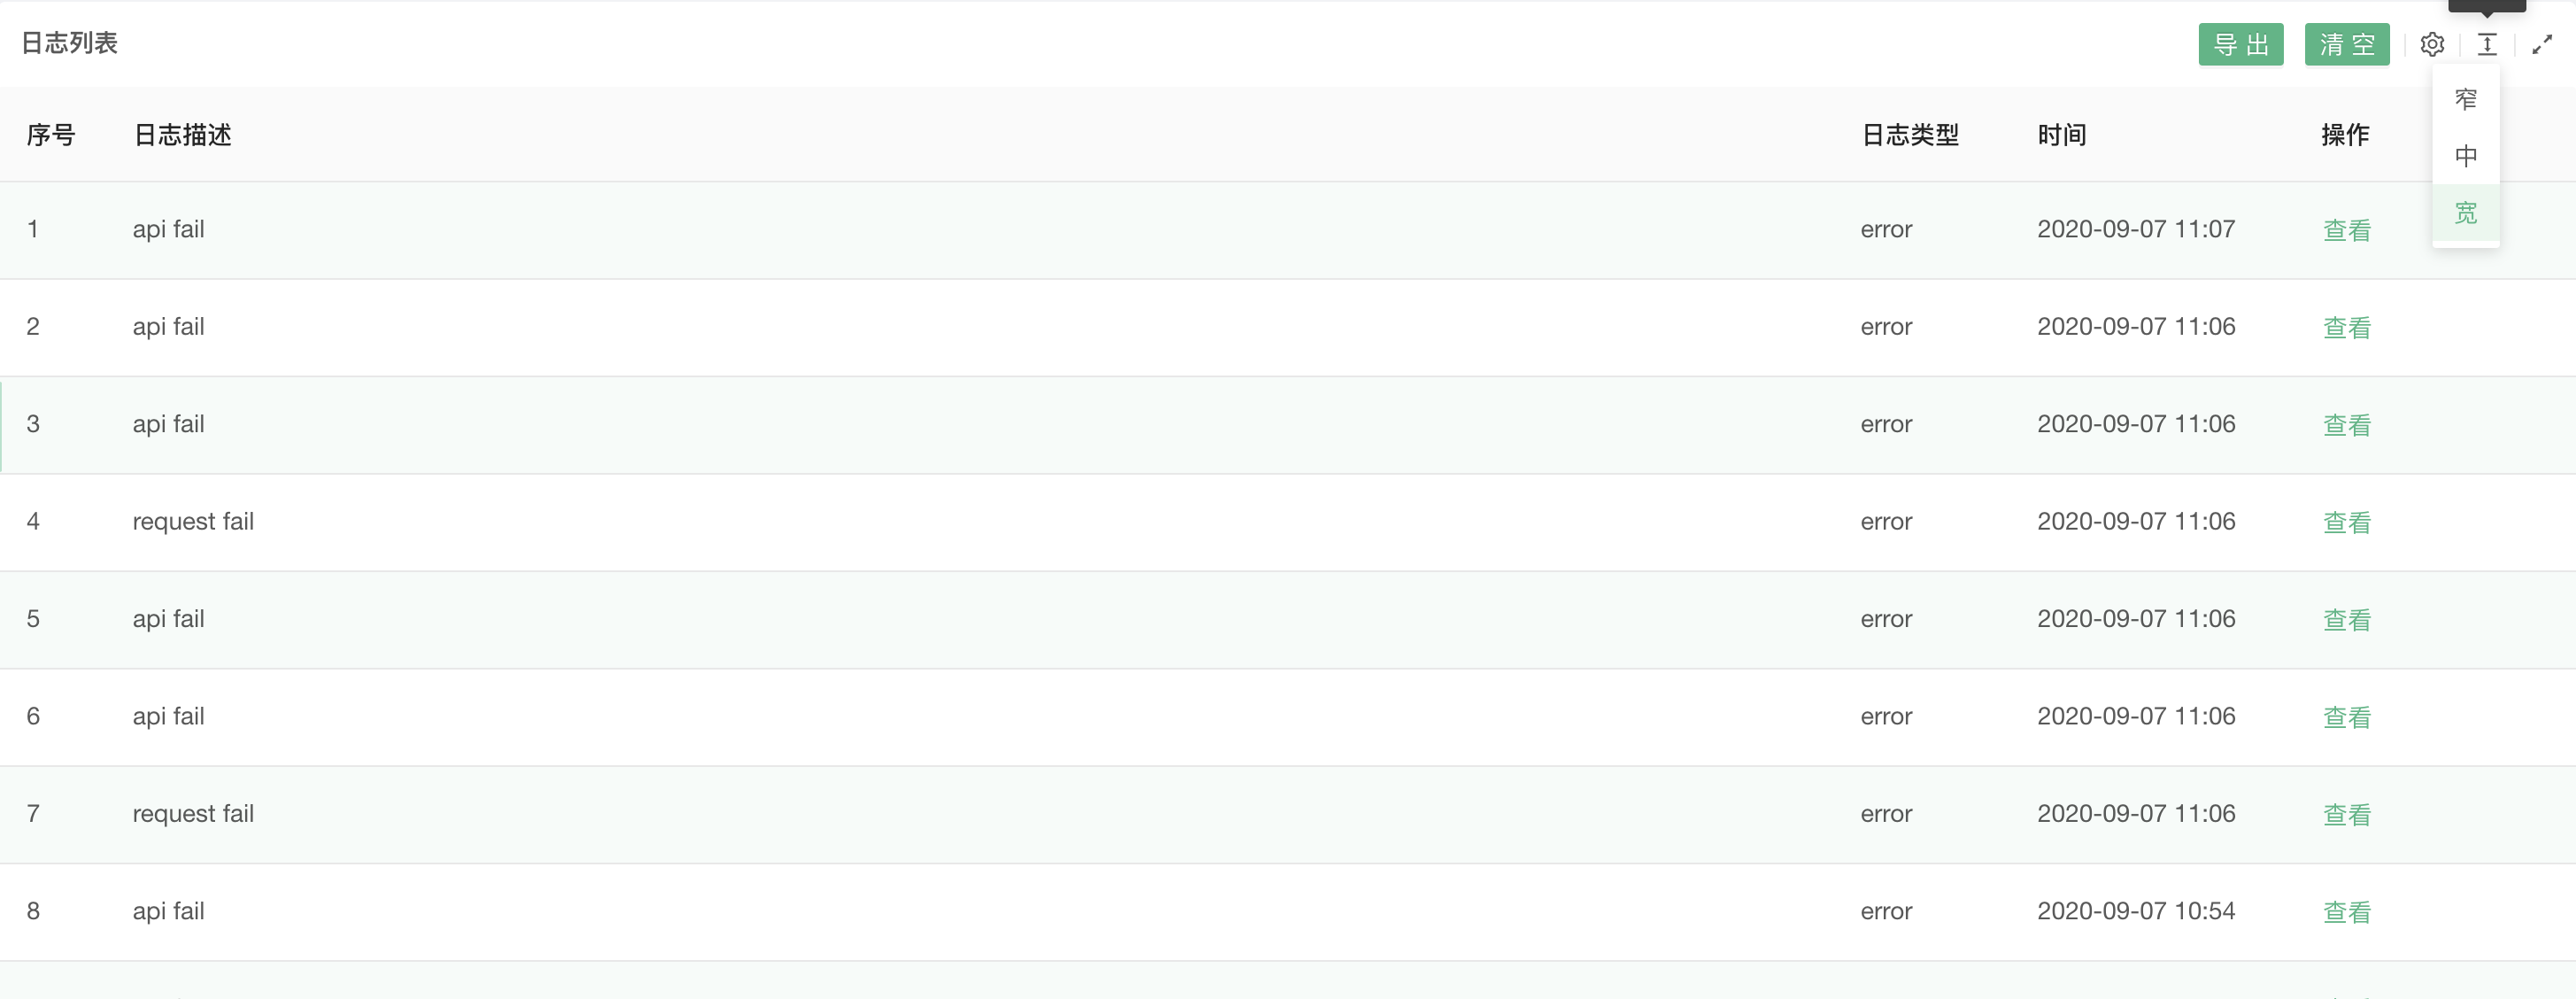 日志列表
导出 清空
窄
中
宽
序号 日志描述 日志类型 时间 操作
1 api fail error 2020-09-07 11:07 查看
2 api fail error 2020-09-07 11:06 查看
3 api fail error 2020-09-07 11:06 查看
4 request fail error 2020-09-07 11:06 查看
5 api fail error 2020-09-07 11:06 查看
6 api fail error 2020-09-07 11:06 查看
7 request fail error 2020-09-07 11:06 查看
8 api fail error 2020-09-07 10:54 查看